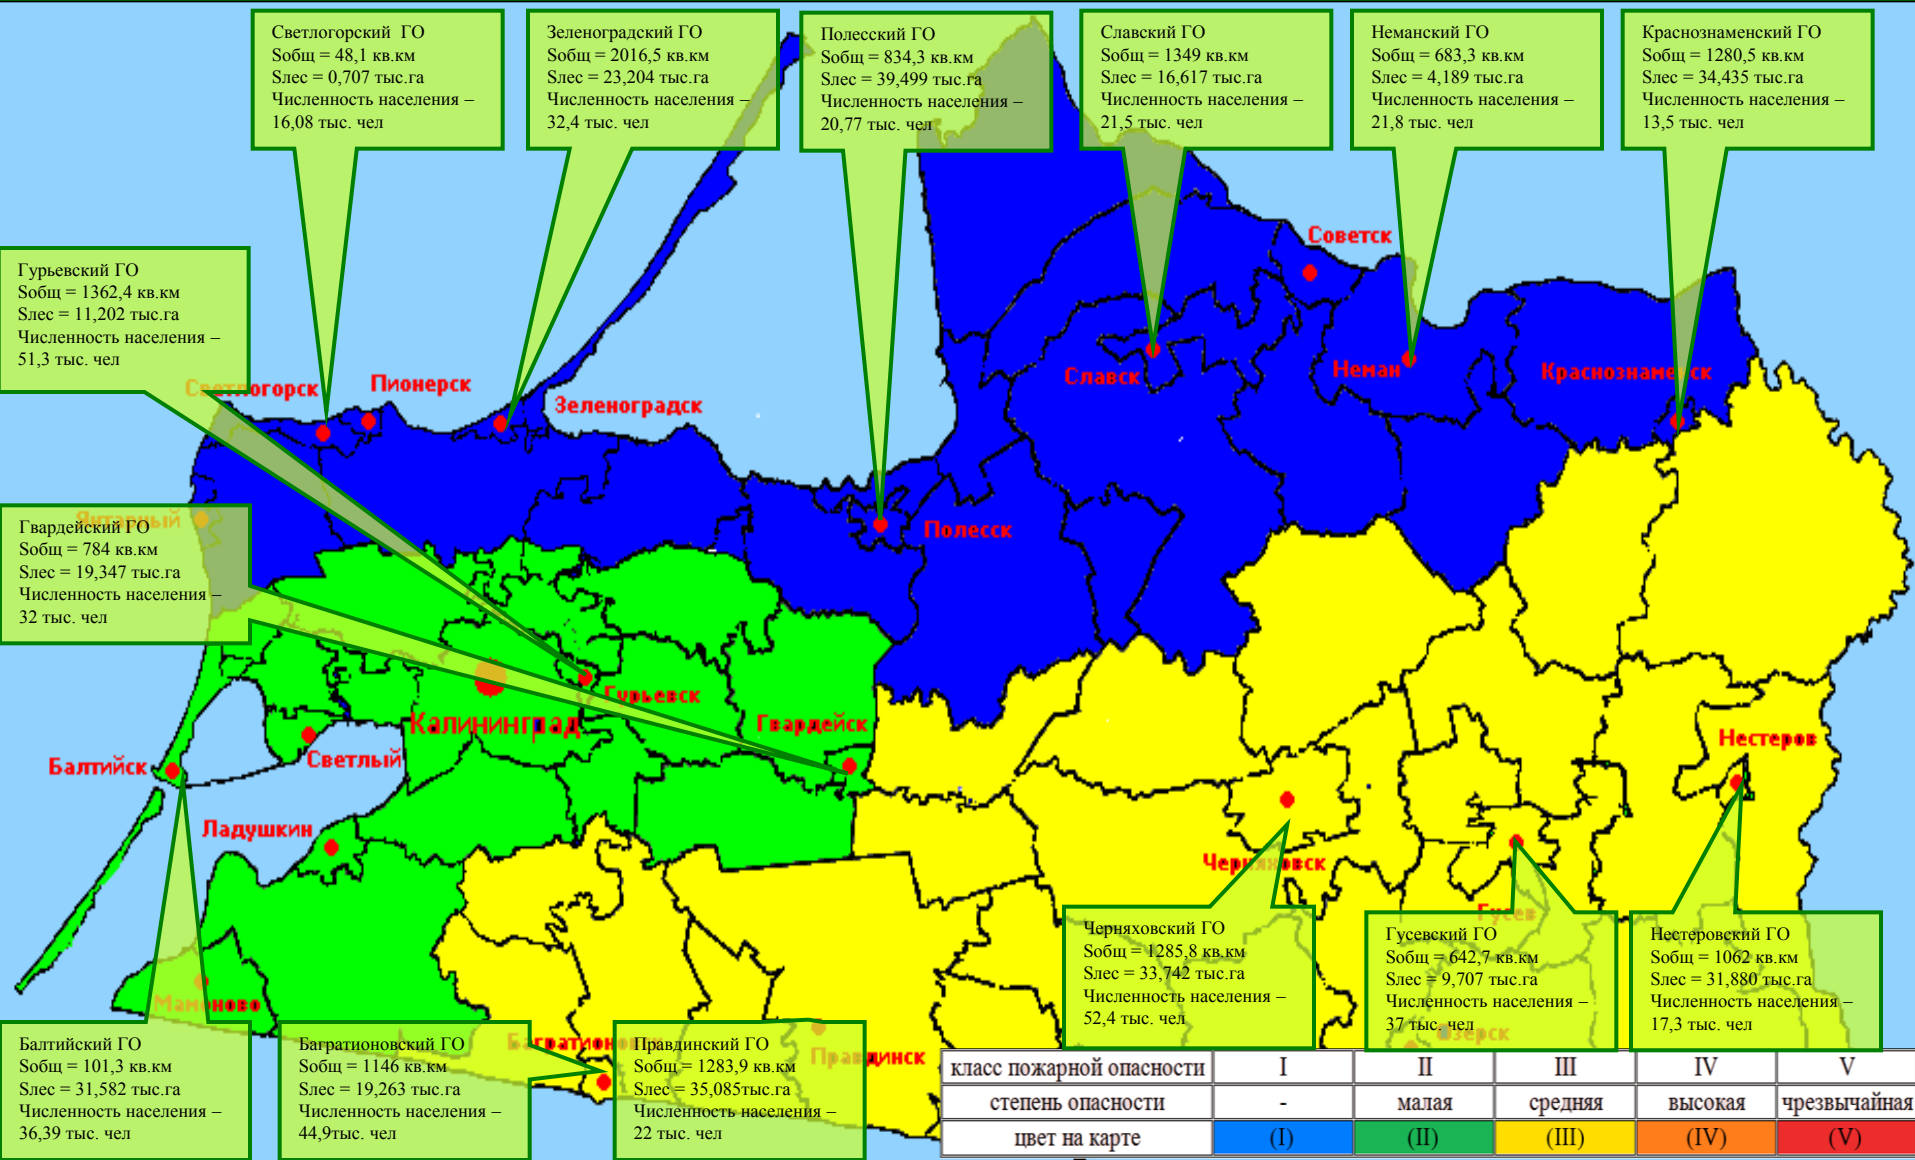 Светлогорский  ГО
Sобщ = 48,1 кв.км
Sлес = 0,707 тыс.га
Численность населения –
16,08 тыс. чел
Зеленоградский ГО
Sобщ = 2016,5 кв.км
Sлес = 23,204 тыс.га
Численность населения –
32,4 тыс. чел
Полесский ГО
Sобщ = 834,3 кв.км
Sлес = 39,499 тыс.га
Численность населения –
20,77 тыс. чел
Славский ГО
Sобщ = 1349 кв.км
Sлес = 16,617 тыс.га
Численность населения –
21,5 тыс. чел
Неманский ГО
Sобщ = 683,3 кв.км
Sлес = 4,189 тыс.га
Численность населения –
21,8 тыс. чел
Краснознаменский ГО
Sобщ = 1280,5 кв.км
Sлес = 34,435 тыс.га
Численность населения –
13,5 тыс. чел
Гурьевский ГО
Sобщ = 1362,4 кв.км
Sлес = 11,202 тыс.га
Численность населения –
51,3 тыс. чел
Советск
Светлогорск
Пионерск
Зеленоградск
Славск
Неман
Краснознаменск
Янтарный
Полесск
Гвардейский ГО
Sобщ = 784 кв.км
Sлес = 19,347 тыс.га
Численность населения –
32 тыс. чел
Гурьевск
Калининград
Гвардейск
Нестеров
Балтийск
Светлый
Ладушкин
Черняховск
Гусев
Мамоново
Багратионовск
Правдинск
Озерск
Черняховский ГО
Sобщ = 1285,8 кв.км
Sлес = 33,742 тыс.га
Численность населения –
52,4 тыс. чел
Гусевский ГО
Sобщ = 642,7 кв.км
Sлес = 9,707 тыс.га
Численность населения –
37 тыс. чел
Нестеровский ГО
Sобщ = 1062 кв.км
Sлес = 31,880 тыс.га
Численность населения –
17,3 тыс. чел
Балтийский ГО
Sобщ = 101,3 кв.км
Sлес = 31,582 тыс.га
Численность населения –
36,39 тыс. чел
Багратионовский ГО
Sобщ = 1146 кв.км
Sлес = 19,263 тыс.га
Численность населения –
44,9тыс. чел
Правдинский ГО
Sобщ = 1283,9 кв.км
Sлес = 35,085тыс.га
Численность населения –
22 тыс. чел
класс пожарной опасности I II III IV V
степень опасности - малая средняя высокая чрезвычайная
цвет на карте (I) (II) (III) (IV) (V)